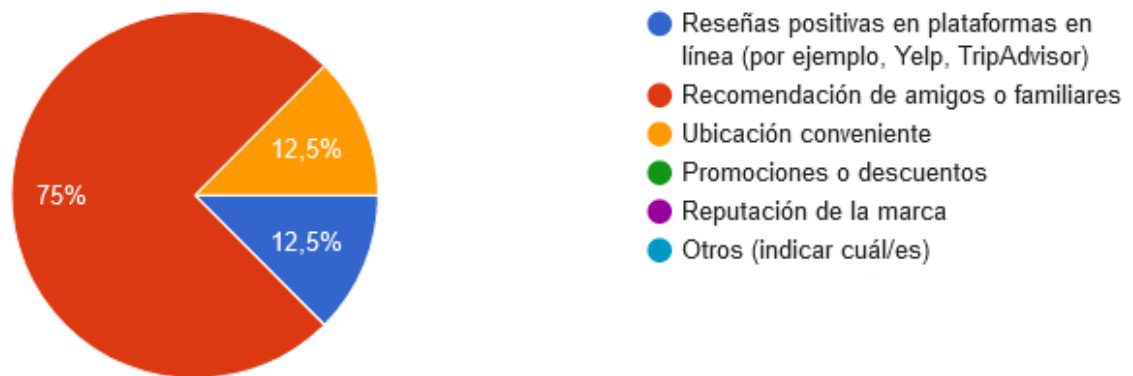 75%
12,5%
12,5%
Reseñas positivas en plataformas en
línea (por ejemplo, Yelp, TripAdvisor)
Recomendación de amigos o familiares
Ubicación conveniente
Promociones o descuentos
Reputación de la marca
Otros (indicar cuál/es)